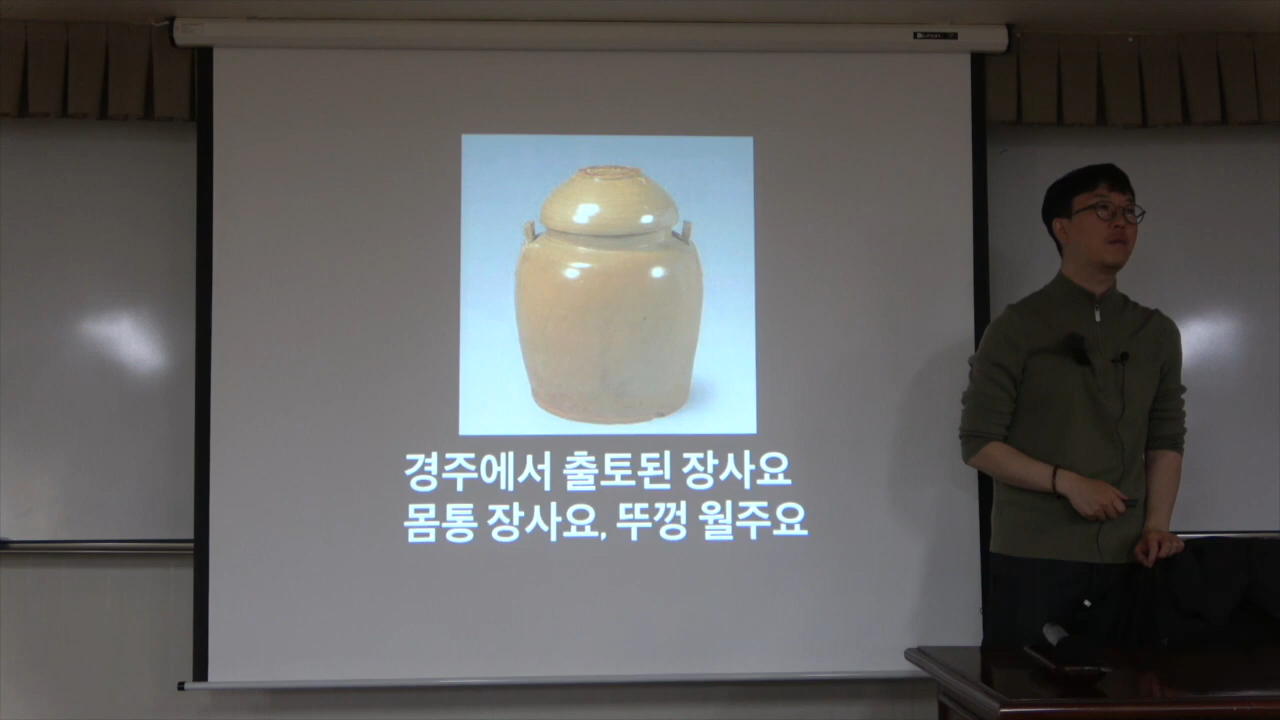 경주에서 출토된 장사요
몸통 장사요, 뚜껑 월주요